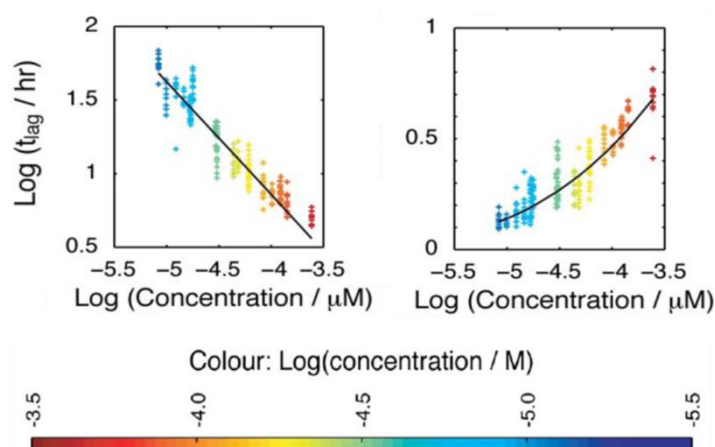 2
1.5
1
0.5
Log (tlag / hr)
−5.5 −5 −4.5 −4 −3.5
Log (Concentration / μM)
1
0.5
0
−5.5 −5 −4.5 −4 −3.5
Log (Concentration / μM)
Colour: Log(concentration / M)
-3.5 -4.0 -4.5 -5.0 -5.5